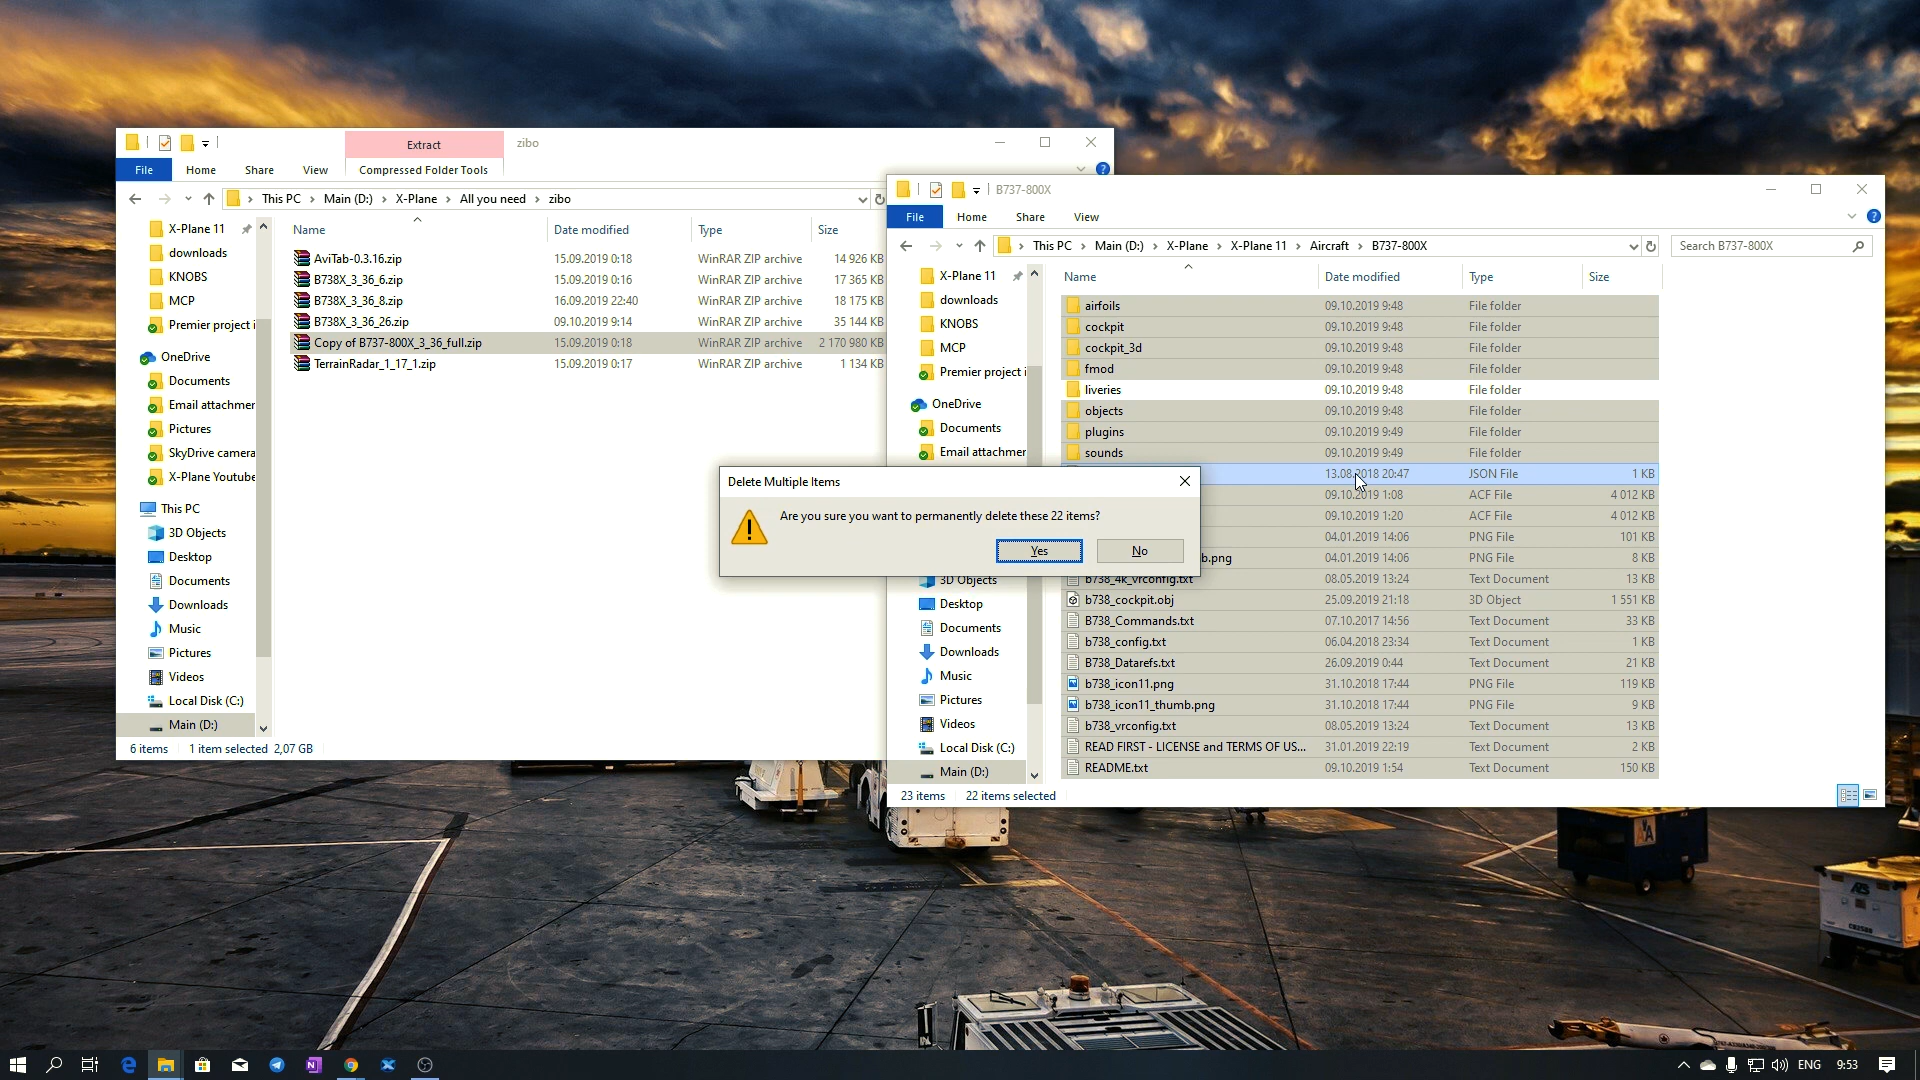 Extract
zibo
File
Home
Share
View
Compressed Folder Tools
This PC
Main (D:)
X-Plane
All you need
zibo
X-Plane 11
downloads
KNOBS
MCP
Premier project i
OneDrive
Documents
Email attachmer
Pictures
SkyDrive camera
X-Plane Youtube
This PC
3D Objects
Desktop
Documents
Downloads
Music
Pictures
Videos
Local Disk (C:)
Main (D:)
Name Date modified Type Size
AviTab-0.3.16.zip 15.09.2019 0:18 WinRAR ZIP archive 14 926 KB
B738X_3_36_6.zip 15.09.2019 0:16 WinRAR ZIP archive 17 365 KB
B738X_3_36_8.zip 16.09.2019 22:40 WinRAR ZIP archive 18 175 KB
B738X_3_36_26.zip 09.10.2019 9:14 WinRAR ZIP archive 35 144 KB
Copy of B737-800X_3_36_full.zip 15.09.2019 0:18 WinRAR ZIP archive 2 170 980 KB
TerrainRadar_1_17_1.zip 15.09.2019 0:17 WinRAR ZIP archive 1 134 KB
6 items 1 item selected 2,07 GB
B737-800X
File
Home
Share
View
This PC
Main (D:)
X-Plane
X-Plane 11
Aircraft
B737-800X
Search B737-800X
X-Plane 11
downloads
KNOBS
MCP
Premier project i
OneDrive
Documents
Email attachmer
3D Objects
Desktop
Documents
Downloads
Music
Pictures
Videos
Local Disk (C:)
Main (D:)
Name Date modified Type Size
airfoils 09.10.2019 9:48 File folder
cockpit 09.10.2019 9:48 File folder
cockpit_3d 09.10.2019 9:48 File folder
fmod 09.10.2019 9:48 File folder
liveries 09.10.2019 9:48 File folder
objects 09.10.2019 9:48 File folder
plugins 09.10.2019 9:49 File folder
sounds 09.10.2019 9:49 File folder
13.08.2018 20:47 JSON File 1 KB
09.10.2019 1:08 ACF File 4 012 KB
09.10.2019 1:20 ACF File 4 012 KB
04.01.2019 14:06 PNG File 101 KB
b.png 04.01.2019 14:06 PNG File 8 KB
b738_4k_vrconfig.txt 08.05.2019 13:24 Text Document 13 KB
b738_cockpit.obj 25.09.2019 21:18 3D Object 1 551 KB
B738_Commands.txt 07.10.2017 14:56 Text Document 33 KB
b738_config.txt 06.04.2018 23:34 Text Document 1 KB
B738_Datarefs.txt 26.09.2019 0:44 Text Document 21 KB
b738_icon11.png 31.10.2018 17:44 PNG File 119 KB
b738_icon11_thumb.png 31.10.2018 17:44 PNG File 9 KB
b738_vrconfig.txt 08.05.2019 13:24 Text Document 13 KB
READ FIRST - LICENSE and TERMS OF US... 31.01.2019 22:19 Text Document 2 KB
README.txt 09.10.2019 1:54 Text Document 150 KB
23 items 22 items selected
Delete Multiple Items
Are you sure you want to permanently delete these 22 items?
Yes
No
ENG
9:53